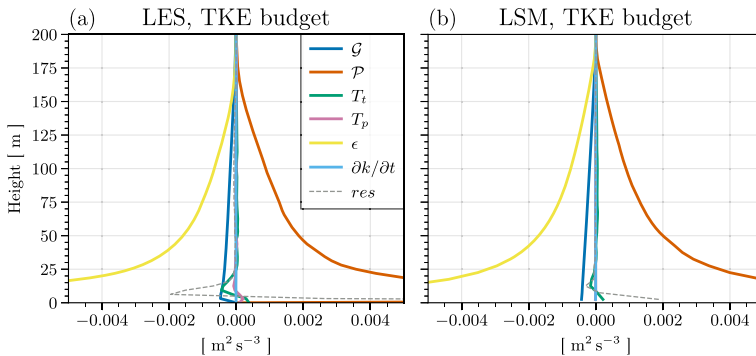 (a) LES, TKE budget
(b) LSM, TKE budget
Height [ m ]
200
175
150
125
100
75
50
25
0
𝒢
𝒫
T_t
T_p
ϵ
∂k/∂t
res
−0.004 −0.002 0.000 0.002 0.004
−0.004 −0.002 0.000 0.002 0.004
[ m² s⁻³ ]
[ m² s⁻³ ]